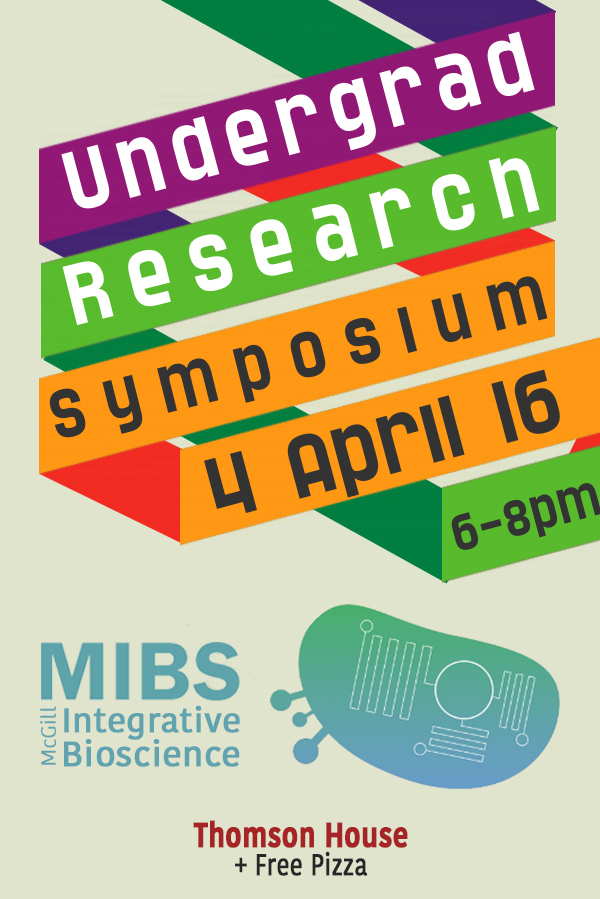 Undergrad
Research
symposium
4 April 16
6-8pm
MIBS
McGill
Integrative
Bioscience
Thomson House
+ Free Pizza